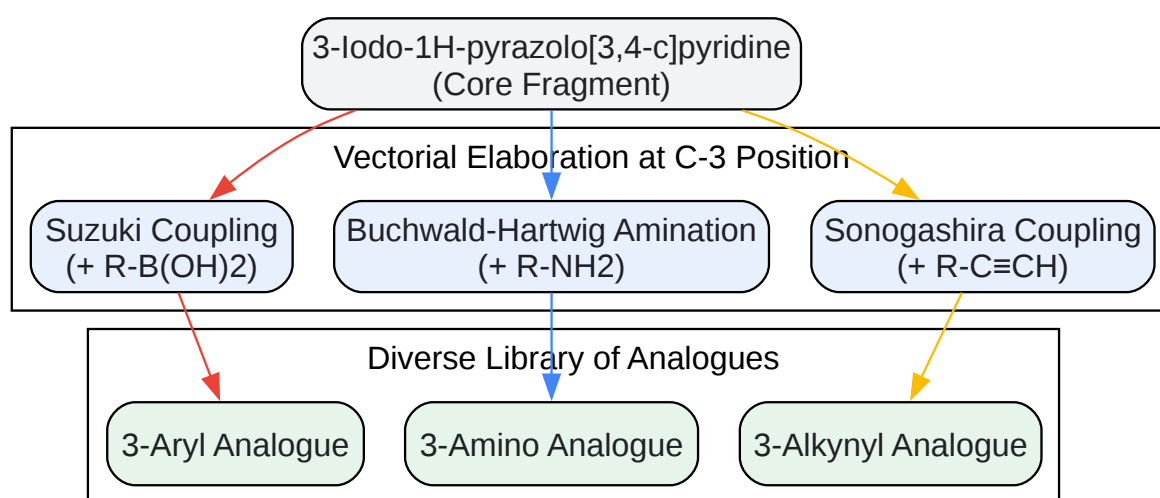 3-Iodo-1H-pyrazolo[3,4-c]pyridine
(Core Fragment)
Vectorial Elaboration at C-3 Position
Suzuki Coupling
(+ R-B(OH)2)
Buchwald-Hartwig Amination
(+ R-NH2)
Sonogashira Coupling
(+ R-C≡CH)
Diverse Library of Analogues
3-Aryl Analogue
3-Amino Analogue
3-Alkynyl Analogue